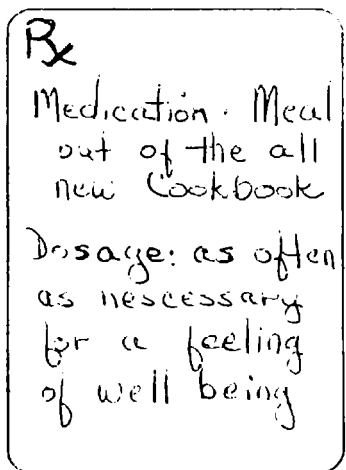 Rx
Medication. Meal
out of the all
new Cookbook
Dosage: as often
as nescessary
for a feeling
of well being